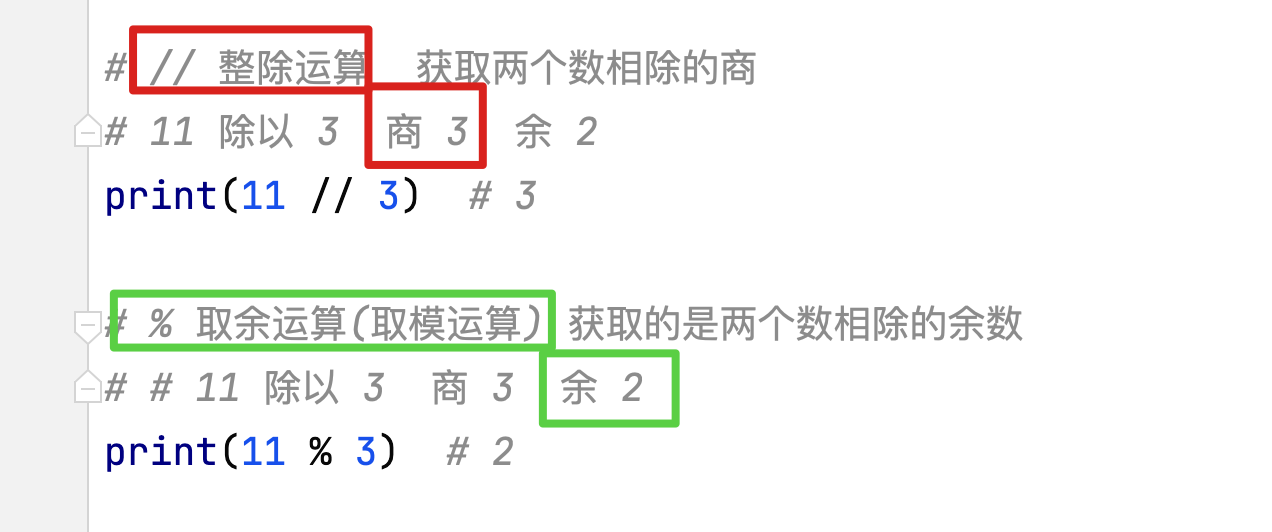 # // 整除运算  获取两个数相除的商
# 11 除以 3  商 3  余 2
print(11 // 3)  # 3
# % 取余运算(取模运算) 获取的是两个数相除的余数
# # 11 除以 3  商 3  余 2
print(11 % 3)  # 2